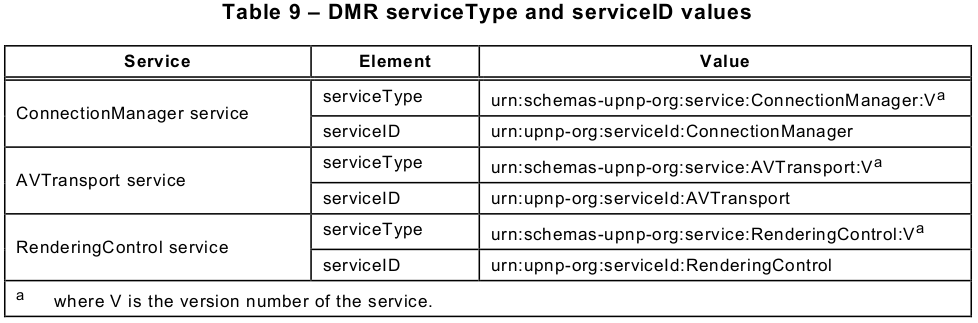 Table 9 – DMR serviceType and serviceID values
Service Element Value
ConnectionManager service
serviceType urn:schemas-upnp-org:service:ConnectionManager:Va
serviceID urn:upnp-org:serviceId:ConnectionManager
AVTransport service
serviceType urn:schemas-upnp-org:service:AVTransport:Va
serviceID urn:upnp-org:serviceId:AVTransport
RenderingControl service
serviceType urn:schemas-upnp-org:service:RenderingControl:Va
serviceID urn:upnp-org:serviceId:RenderingControl
a where V is the version number of the service.